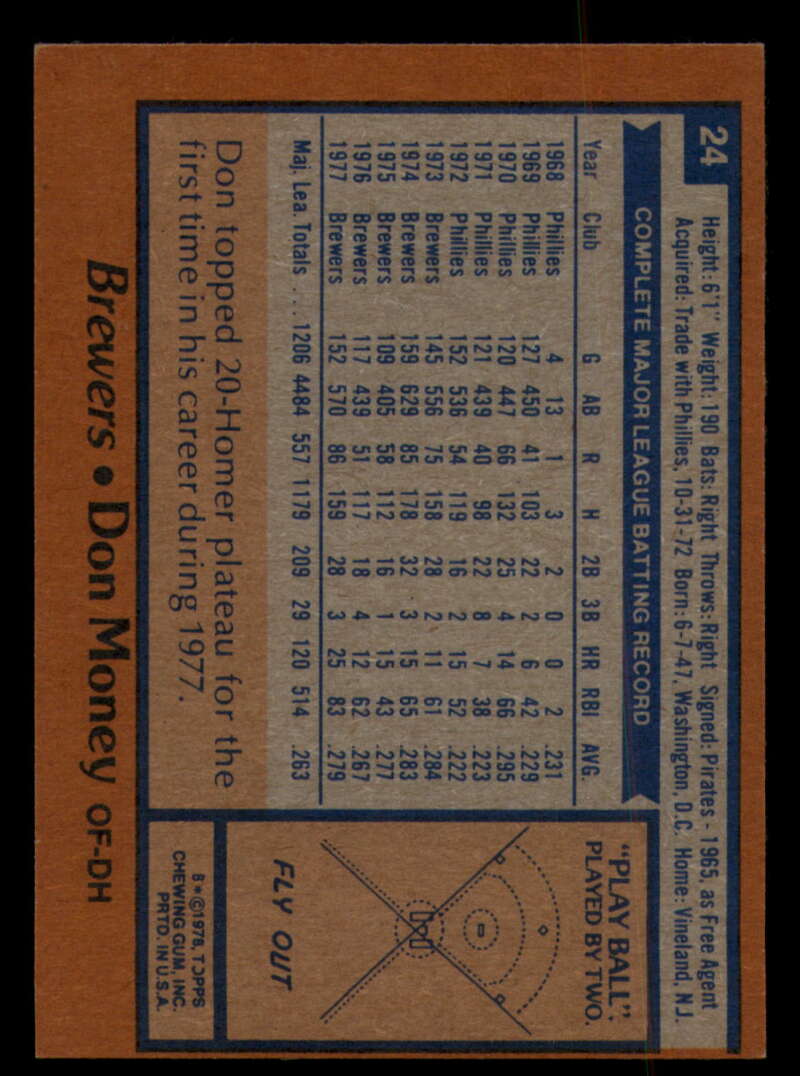 24
Height: 6'1" Weight: 190 Bats: Right Throws: Right Signed: Pirates - 1965, as Free Agent
Acquired: Trade with Phillies, 10-31-72 Born: 6-7-47, Washington, D.C. Home: Vineland, N.J.
COMPLETE MAJOR LEAGUE BATTING RECORD
Year Club G AB R H 2B 3B HR RBI AVG.
1968 Phillies 4 13 1 3 2 0 0 2 .231
1969 Phillies 127 450 41 103 22 2 6 42 .229
1970 Phillies 120 447 66 132 25 4 14 66 .295
1971 Phillies 121 439 40 98 22 8 7 38 .223
1972 Phillies 152 536 54 119 16 2 15 52 .222
1973 Brewers 145 556 75 158 28 2 11 61 .284
1974 Brewers 159 629 85 178 32 3 15 65 .283
1975 Brewers 109 405 58 112 16 1 15 43 .277
1976 Brewers 117 439 51 117 18 4 12 62 .267
1977 Brewers 152 570 86 159 28 3 25 83 .279
Maj. Lea. Totals ... 1206 4484 557 1179 209 29 120 514 .263
Don topped 20-Homer plateau for the
first time in his career during 1977.
"PLAY BALL":
PLAYED BY TWO.
FLY OUT
B*©1978, TOPPS
CHEWING GUM, INC.
PRTD. IN U.S.A.
Brewers • Don Money OF-DH